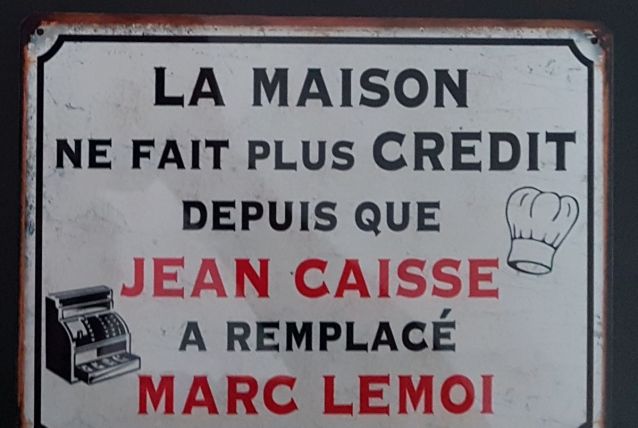 LA MAISON
NE FAIT PLUS CREDIT
DEPUIS QUE
JEAN CAISSE
A REMPLACÉ
MARC LEMOI